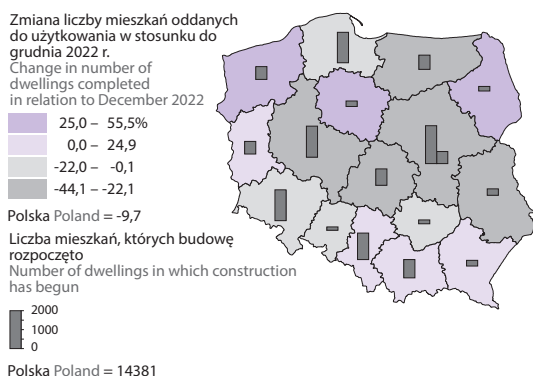 Zmiana liczby mieszkań oddanych
do użytkowania w stosunku do
grudnia 2022 r.
Change in number of
dwellings completed
in relation to December 2022
25,0 – 55,5%
0,0 – 24,9
-22,0 – -0,1
-44,1 – -22,1
Polska Poland = -9,7
Liczba mieszkań, których budowę
rozpoczęto
Number of dwellings in which construction
has begun
2000
1000
0
Polska Poland = 14381